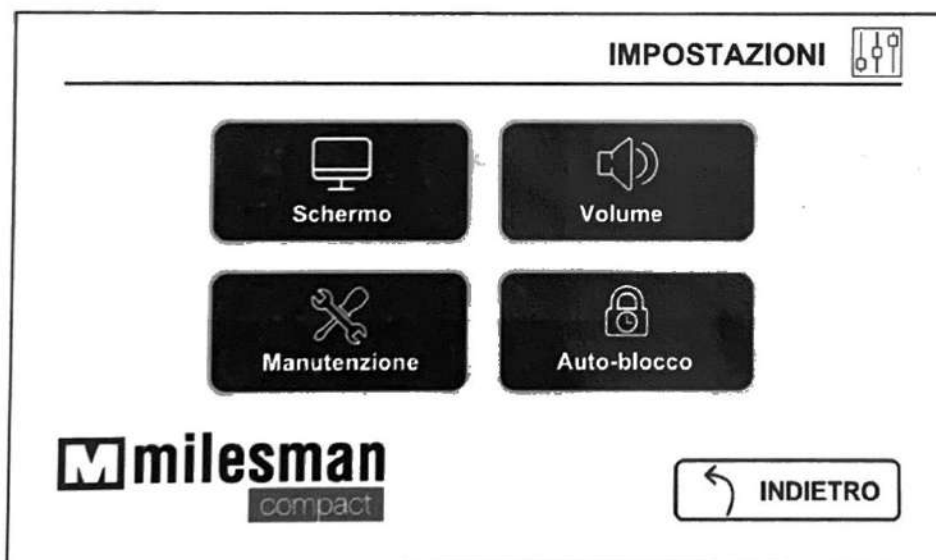 IMPOSTAZIONI
Schermo
Volume
Manutenzione
Auto-blocco
M milesman
compact
INDIETRO